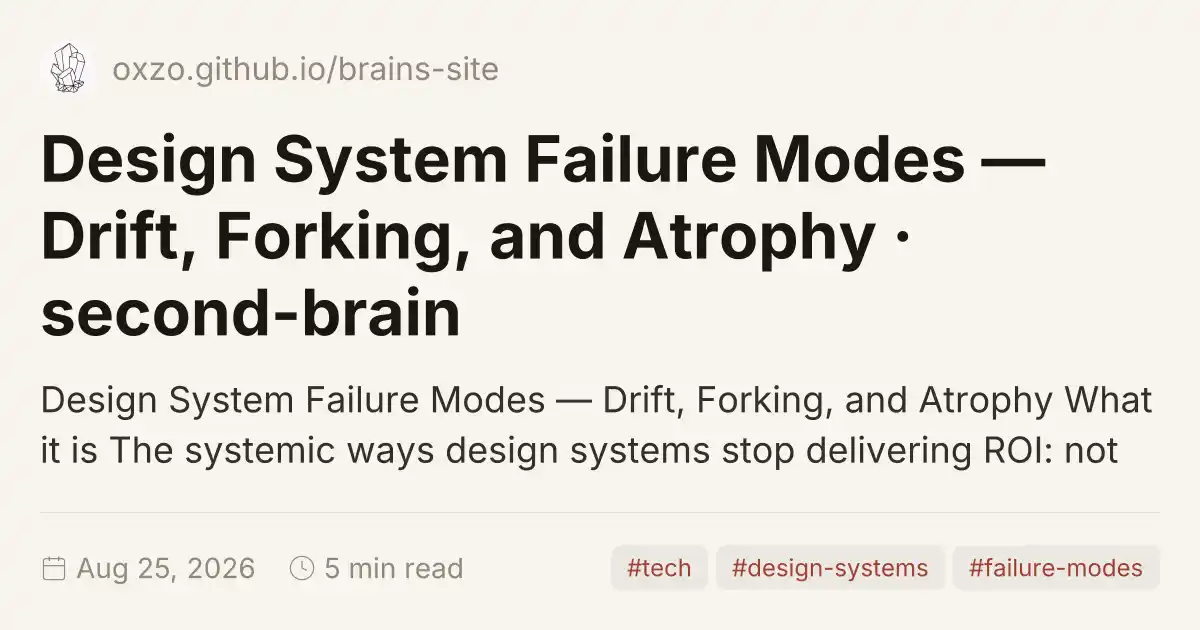 oxzo.github.io/brains-site
Design System Failure Modes —
Drift, Forking, and Atrophy ·
second-brain
Design System Failure Modes — Drift, Forking, and Atrophy What
it is The systemic ways design systems stop delivering ROI: not
Aug 25, 2026 5 min read #tech #design-systems #failure-modes